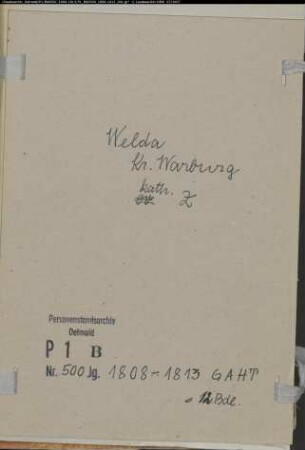 Welda
Kr. Warburg
kath. Z
Personenstandsarchiv
Detmold
P 1 B
Nr. 500 Jg. 1808-1813 GAHT
12 Bde.